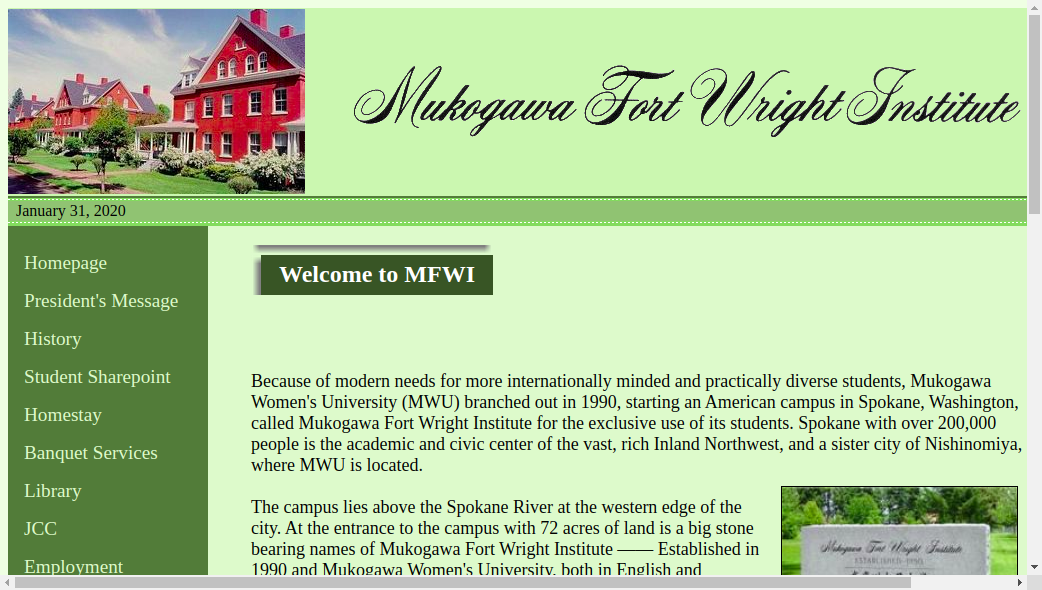 Mukogawa Fort Wright Institute
January 31, 2020
Homepage
President's Message
History
Student Sharepoint
Homestay
Banquet Services
Library
JCC
Employment
Welcome to MFWI
Because of modern needs for more internationally minded and practically diverse students, Mukogawa
Women's University (MWU) branched out in 1990, starting an American campus in Spokane, Washington,
called Mukogawa Fort Wright Institute for the exclusive use of its students. Spokane with over 200,000
people is the academic and civic center of the vast, rich Inland Northwest, and a sister city of Nishinomiya,
where MWU is located.
The campus lies above the Spokane River at the western edge of the
city. At the entrance to the campus with 72 acres of land is a big stone
bearing names of Mukogawa Fort Wright Institute —— Established in
1990 and Mukogawa Women's University, both in English and
Mukogawa Fort Wright Institute
ESTABLISHED 1990